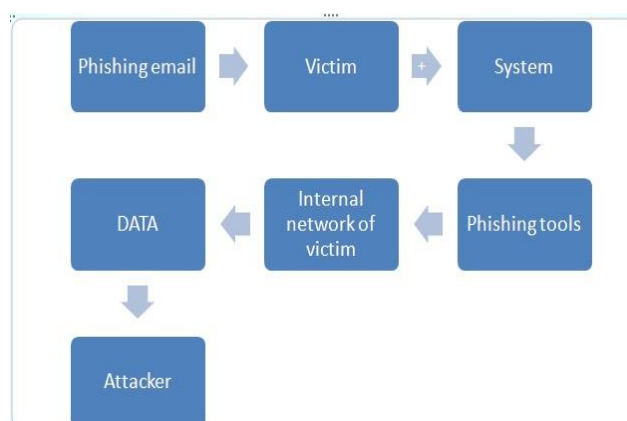 Phishing email
Victim
+
System
Phishing tools
Internal
network of
victim
DATA
Attacker